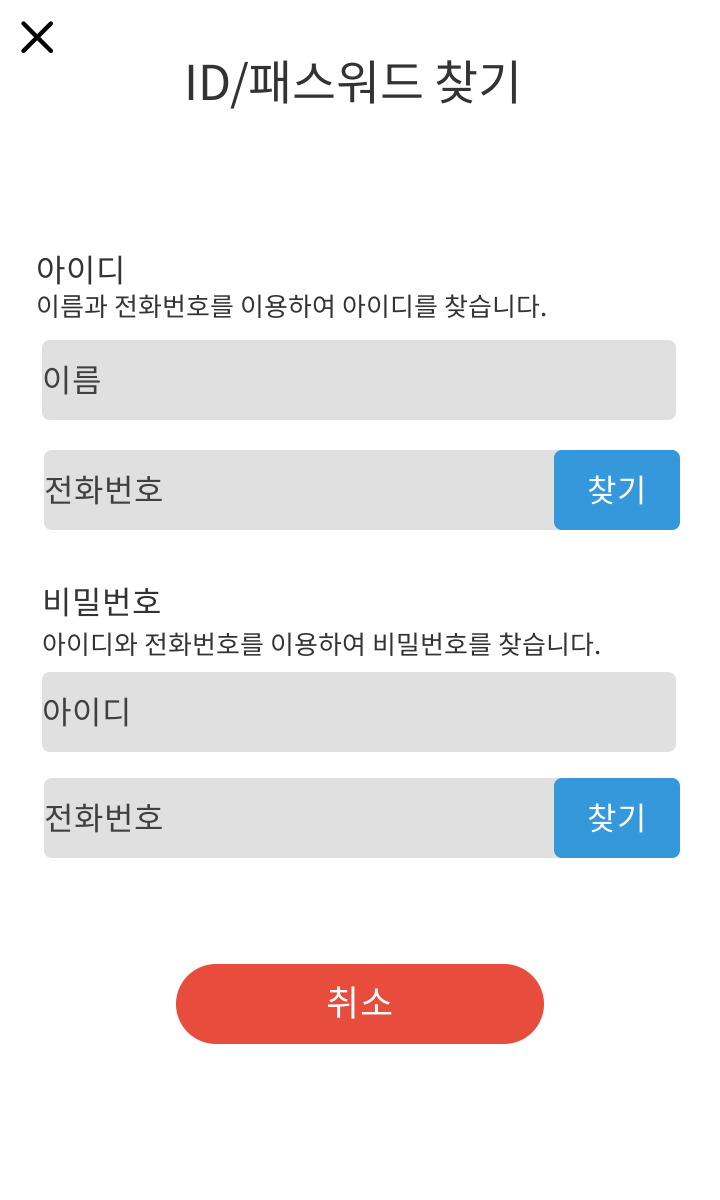 ID/패스워드 찾기
아이디
이름과 전화번호를 이용하여 아이디를 찾습니다.
이름
전화번호
찾기
비밀번호
아이디와 전화번호를 이용하여 비밀번호를 찾습니다.
아이디
전화번호
찾기
취소